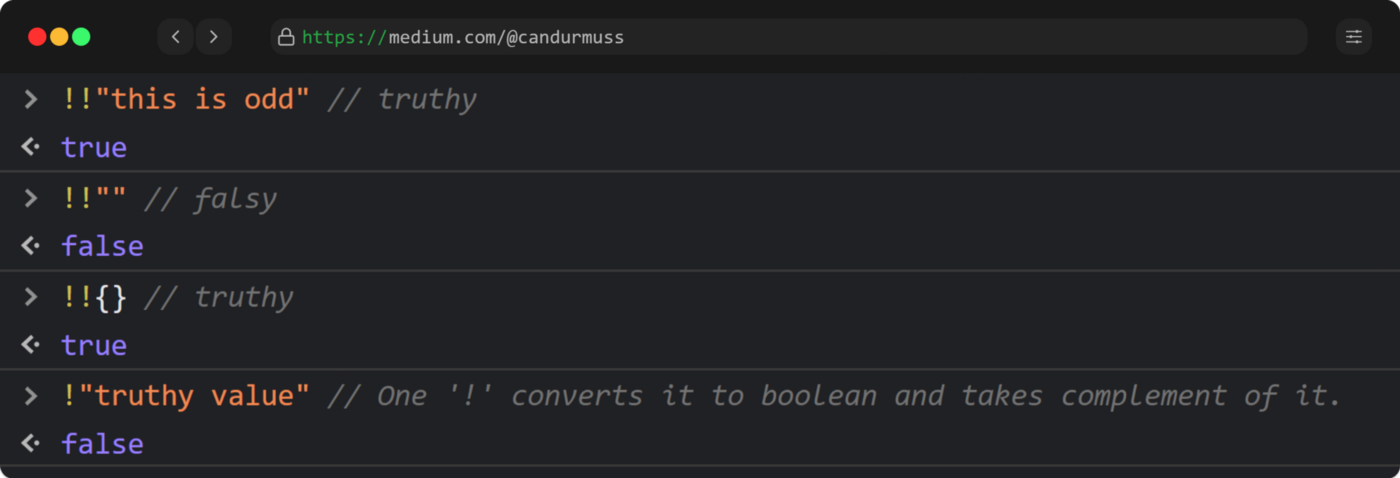 https://medium.com/@candurmuss
> !!"this is odd" // truthy
true
> !!"" // falsy
false
> !!{} // truthy
true
> !"truthy value" // One '!' converts it to boolean and takes complement of it.
false